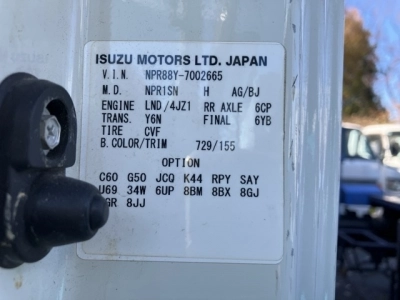 ISUZU MOTORS LTD. JAPAN
V.I.N. NPR88Y-7002665
M.D. NPR1SN H AG/BJ
ENGINE LND/4JZ1 RR AXLE 6CP
TRANS. Y6N FINAL 6YB
TIRE CVF
B.COLOR/TRIM 729/155
OPTION
C60 G50 JCQ K44 RPY SAY
U69 34W 6UP 8BM 8BX 8GJ
8JJ